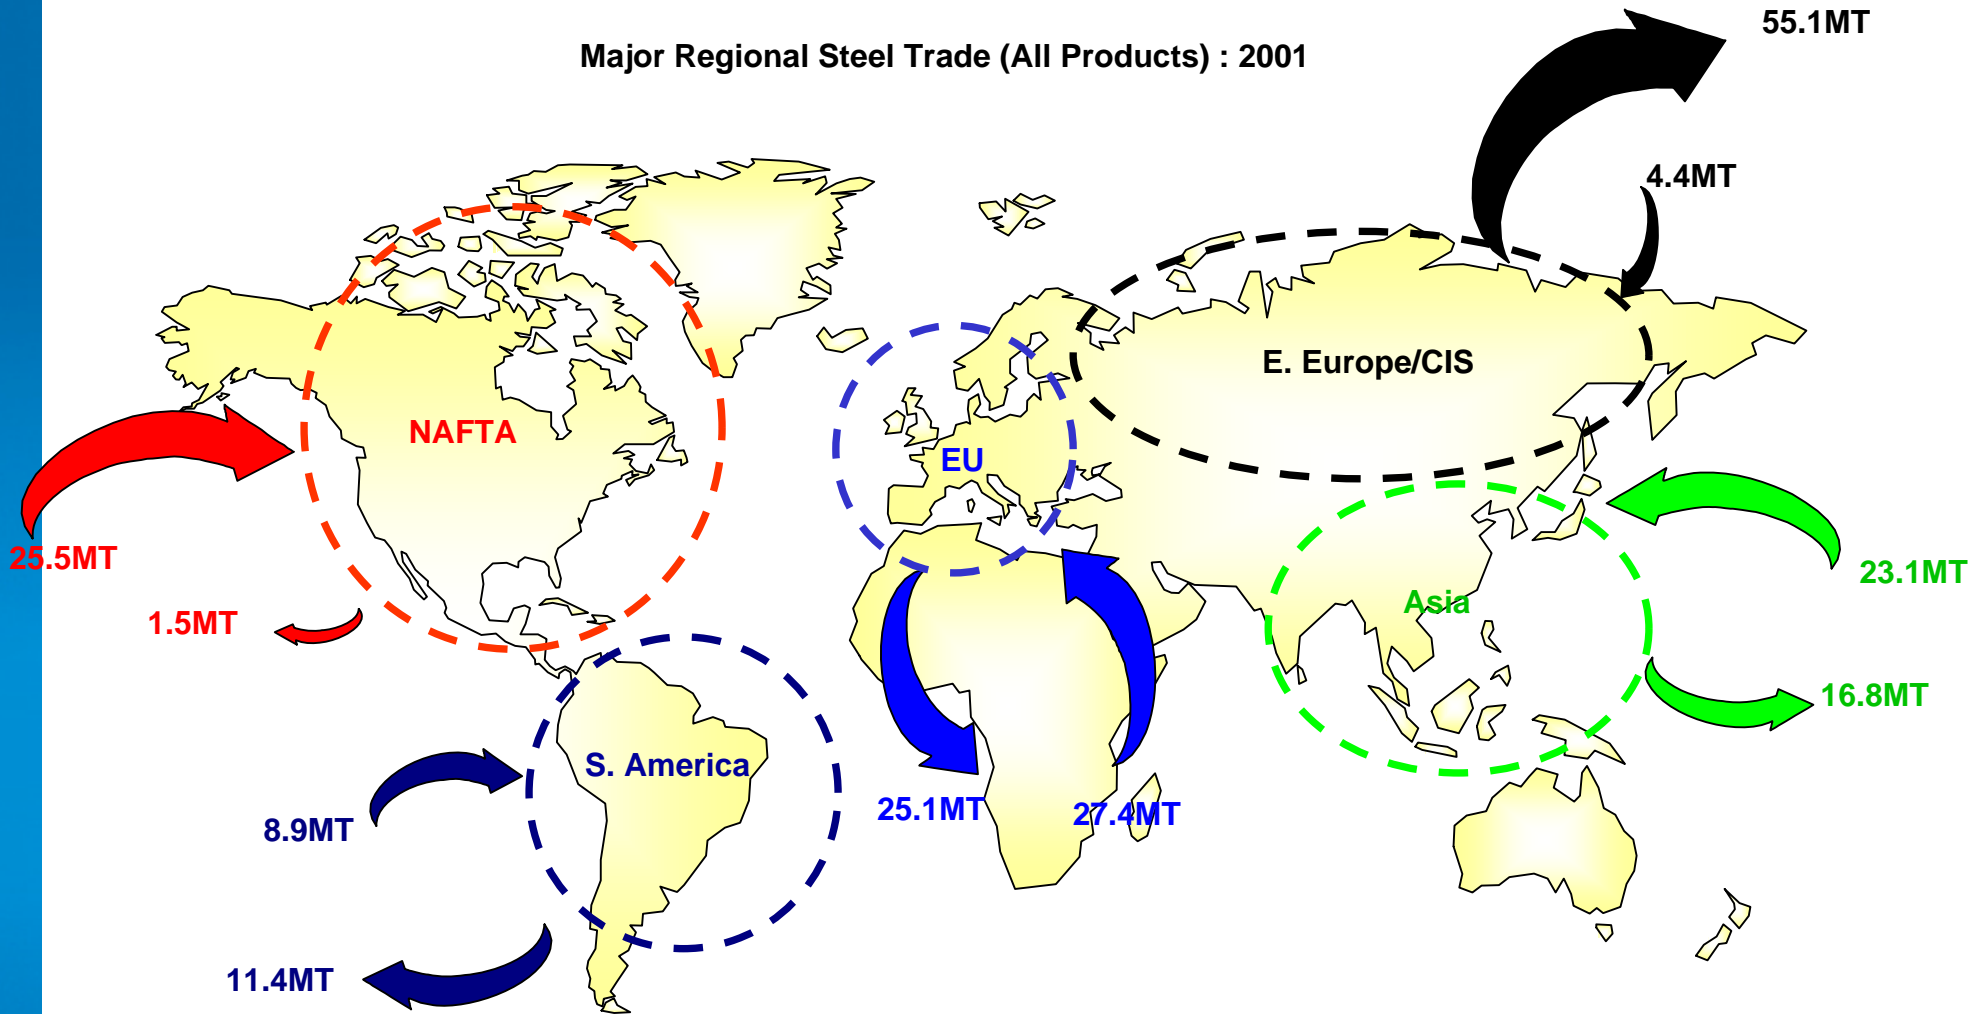 55.1MT
Major Regional Steel Trade (All Products) : 2001
4.4MT
E. Europe/CIS
NAFTA
EU
25.5MT
23.1MT
Asia
1.5MT
16.8MT
S. America
25.1MT
27.4MT
8.9MT
11.4MT